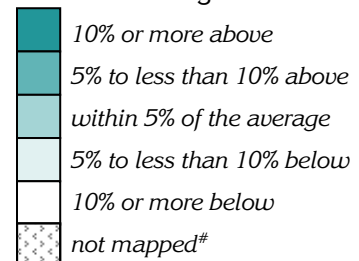 10% or more above
5% to less than 10% above
within 5% of the average
5% to less than 10% below
10% or more below
not mapped#